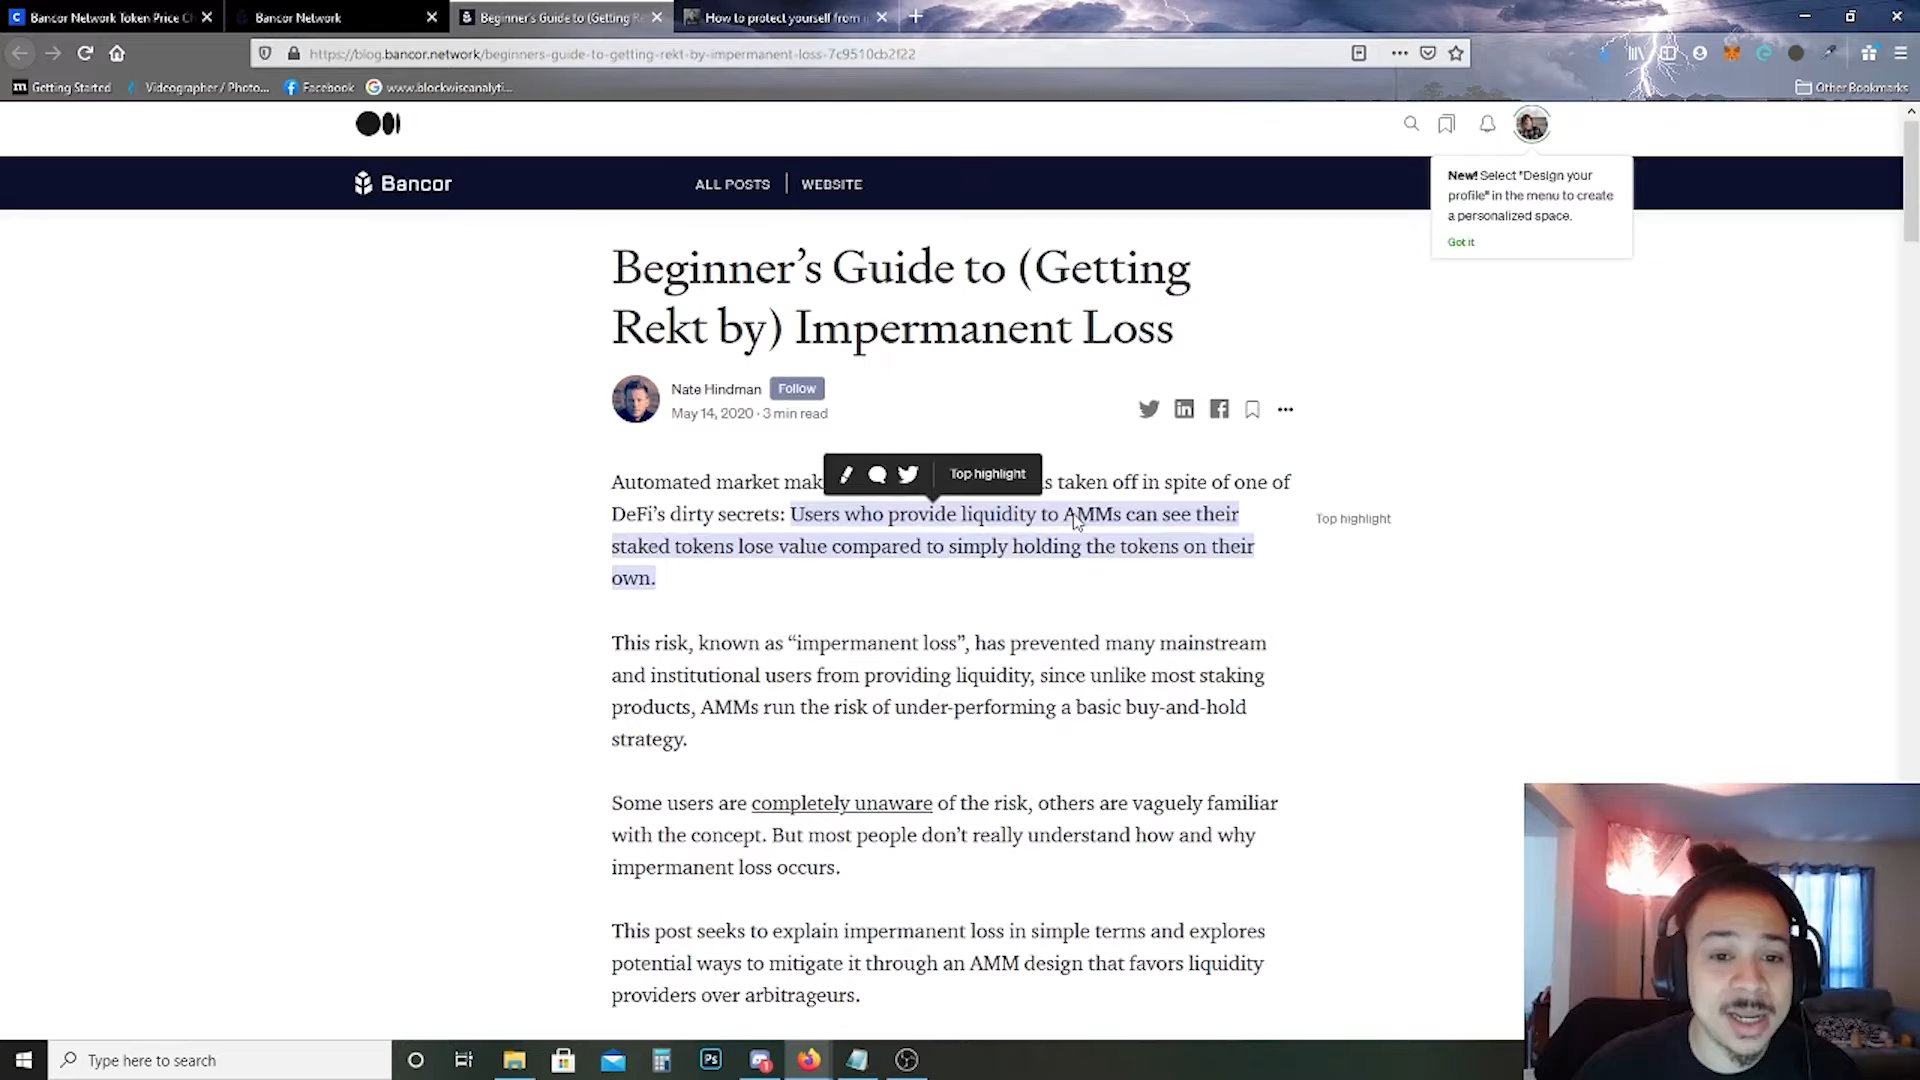 Bancor Network Token Price C
Bancor Network
Beginner's Guide to (Getting R
How to protect yourself from
https://blog.bancor.network/beginners-guide-to-getting-rekt-by-impermanent-loss-7c9510cb2f22
Getting Started
Videographer / Photo...
Facebook
www.blockwiseanalyti...
Other Bookmarks
Bancor
ALL POSTS
WEBSITE
New! Select "Design your
profile" in the menu to create
a personalized space.
Got it
Beginner’s Guide to (Getting
Rekt by) Impermanent Loss
Nate Hindman
Follow
May 14, 2020 · 3 min read
Top highlight
Automated market mak
s taken off in spite of one of
DeFi’s dirty secrets: Users who provide liquidity to AMMs can see their
Top highlight
staked tokens lose value compared to simply holding the tokens on their
own.
This risk, known as “impermanent loss”, has prevented many mainstream
and institutional users from providing liquidity, since unlike most staking
products, AMMs run the risk of under-performing a basic buy-and-hold
strategy.
Some users are completely unaware of the risk, others are vaguely familiar
with the concept. But most people don’t really understand how and why
impermanent loss occurs.
This post seeks to explain impermanent loss in simple terms and explores
potential ways to mitigate it through an AMM design that favors liquidity
providers over arbitrageurs.
Type here to search
Ps